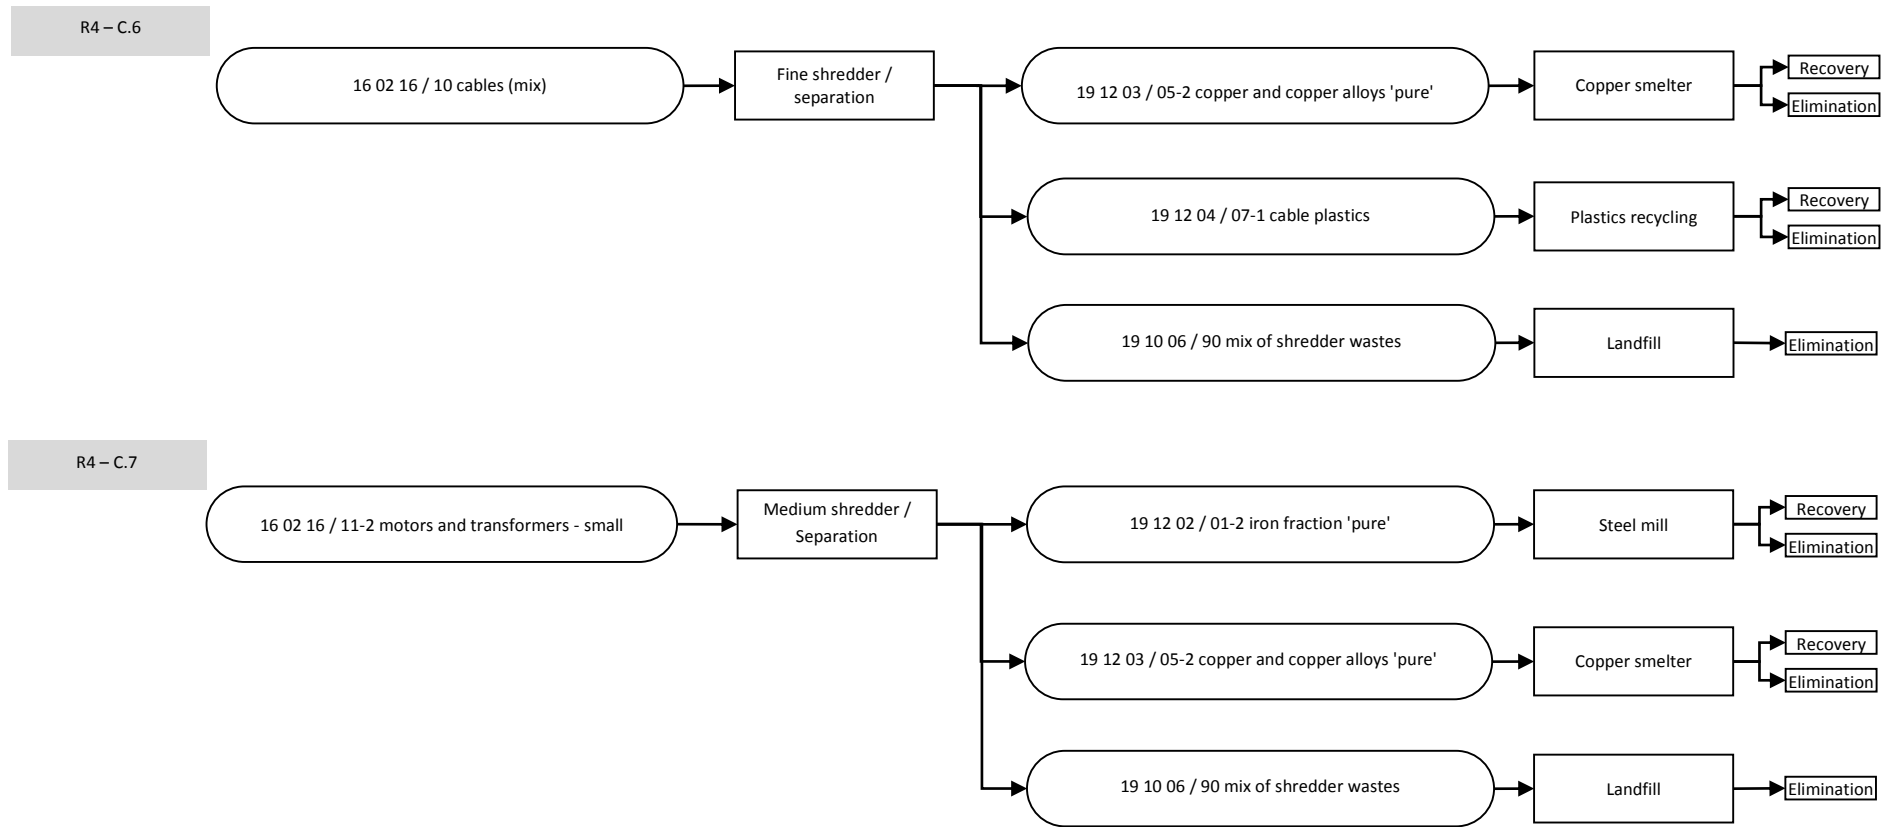 R4 – C.6
16 02 16 / 10 cables (mix)
Fine shredder /
separation
19 12 03 / 05-2 copper and copper alloys 'pure'
Copper smelter
Recovery
Elimination
19 12 04 / 07-1 cable plastics
Plastics recycling
Recovery
Elimination
19 10 06 / 90 mix of shredder wastes
Landfill
Elimination
R4 – C.7
16 02 16 / 11-2 motors and transformers - small
Medium shredder /
Separation
19 12 02 / 01-2 iron fraction 'pure'
Steel mill
Recovery
Elimination
19 12 03 / 05-2 copper and copper alloys 'pure'
Copper smelter
Recovery
Elimination
19 10 06 / 90 mix of shredder wastes
Landfill
Elimination